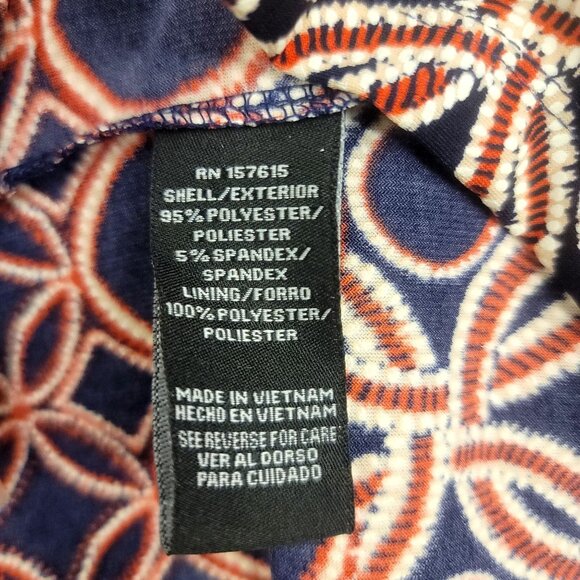 RN 157615
SHELL/EXTERIOR
95% POLYESTER/
POLIESTER
5% SPANDEX/
SPANDEX
LINING/FORRO
100% POLYESTER/
POLIESTER
MADE IN VIETNAM
HECHO EN VIETNAM
SEE REVERSE FOR CARE
VER AL DORSO
PARA CUIDADO